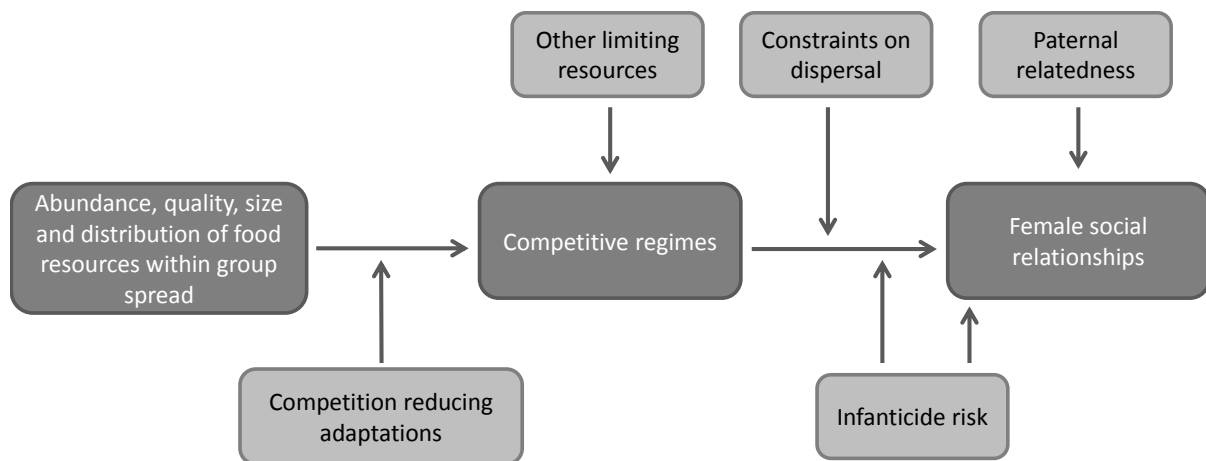 Other limiting
resources
Constraints on
dispersal
Paternal
relatedness
Abundance, quality, size
and distribution of food
resources within group
spread
Competitive regimes
Female social
relationships
Competition reducing
adaptations
Infanticide risk